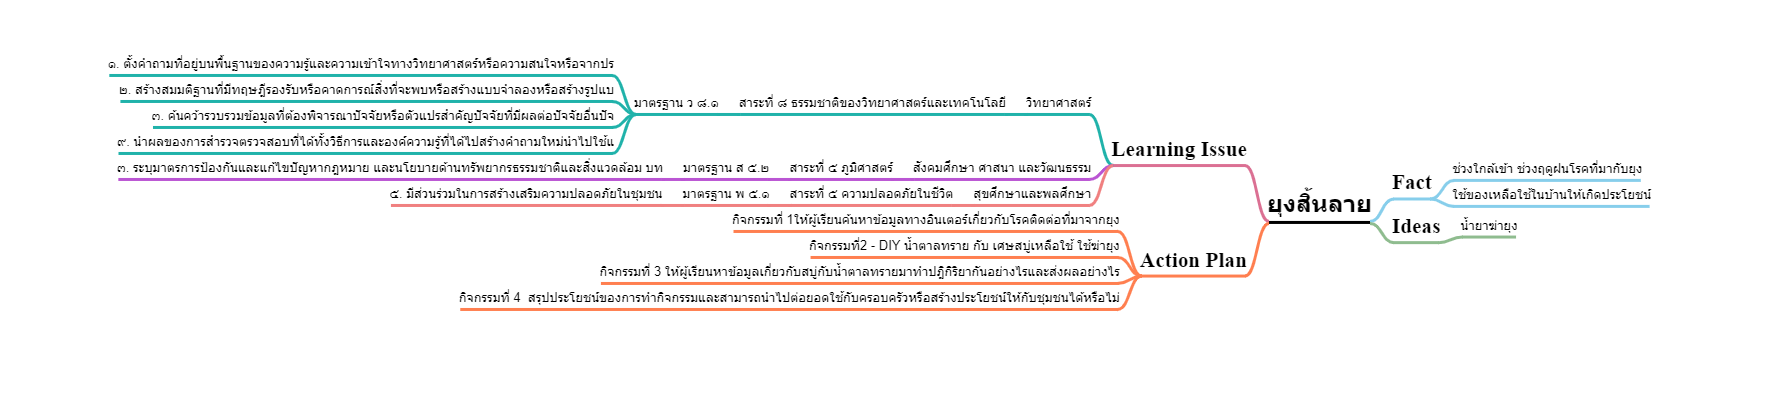 ๑. ตั้งคำถามที่อยู่บนพื้นฐานของความรู้และความเข้าใจทางวิทยาศาสตร์หรือความสนใจหรือจากปร
๒. สร้างสมมติฐานที่มีทฤษฎีรองรับหรือคาดการณ์สิ่งที่จะพบหรือสร้างแบบจำลองหรือสร้างรูปแบ
๓. ค้นคว้ารวบรวมข้อมูลที่ต้องพิจารณาปัจจัยหรือตัวแปรสำคัญปัจจัยที่มีผลต่อปัจจัยอื่นปัจ
๙. นำผลของการสำรวจตรวจสอบที่ได้ทั้งวิธีการและองค์ความรู้ที่ได้ไปสร้างคำถามใหม่นำไปใช้แ
มาตรฐาน ว ๘.๑ สาระที่ ๘ ธรรมชาติของวิทยาศาสตร์และเทคโนโลยี วิทยาศาสตร์
๓. ระบุมาตรการป้องกันและแก้ไขปัญหากฎหมาย และนโยบายด้านทรัพยากรธรรมชาติและสิ่งแวดล้อม บท มาตรฐาน ส ๕.๒ สาระที่ ๕ ภูมิศาสตร์ สังคมศึกษา ศาสนา และวัฒนธรรม
๕. มีส่วนร่วมในการสร้างเสริมความปลอดภัยในชุมชน มาตรฐาน พ ๕.๑ สาระที่ ๕ ความปลอดภัยในชีวิต สุขศึกษาและพลศึกษา
Learning Issue
กิจกรรมที่ 1ให้ผู้เรียนค้นหาข้อมูลทางอินเตอร์เกี่ยวกับโรคติดต่อที่มาจากยุง
กิจกรรมที่2 - DIY น้ำตาลทราย กับ เศษสบู่เหลือใช้ ใช้ฆ่ายุง
กิจกรรมที่ 3 ให้ผู้เรียนหาข้อมูลเกี่ยวกับสบู่กับน้ำตาลทรายมาทำปฎิกิริยากันอย่างไรและส่งผลอย่างไร
กิจกรรมที่ 4 สรุปประโยชน์ของการทำกิจกรรมและสามารถนำไปต่อยอดใช้กับครอบครัวหรือสร้างประโยชน์ให้กับชุมชนได้หรือไม่
Action Plan
ยุงสิ้นลาย
Fact
ช่วงใกล้เช้า ช่วงฤดูฝนโรคที่มากับยุง
ใช้ของเหลือใช้ในบ้านให้เกิดประโยชน์
Ideas
น้ำยาฆ่ายุง